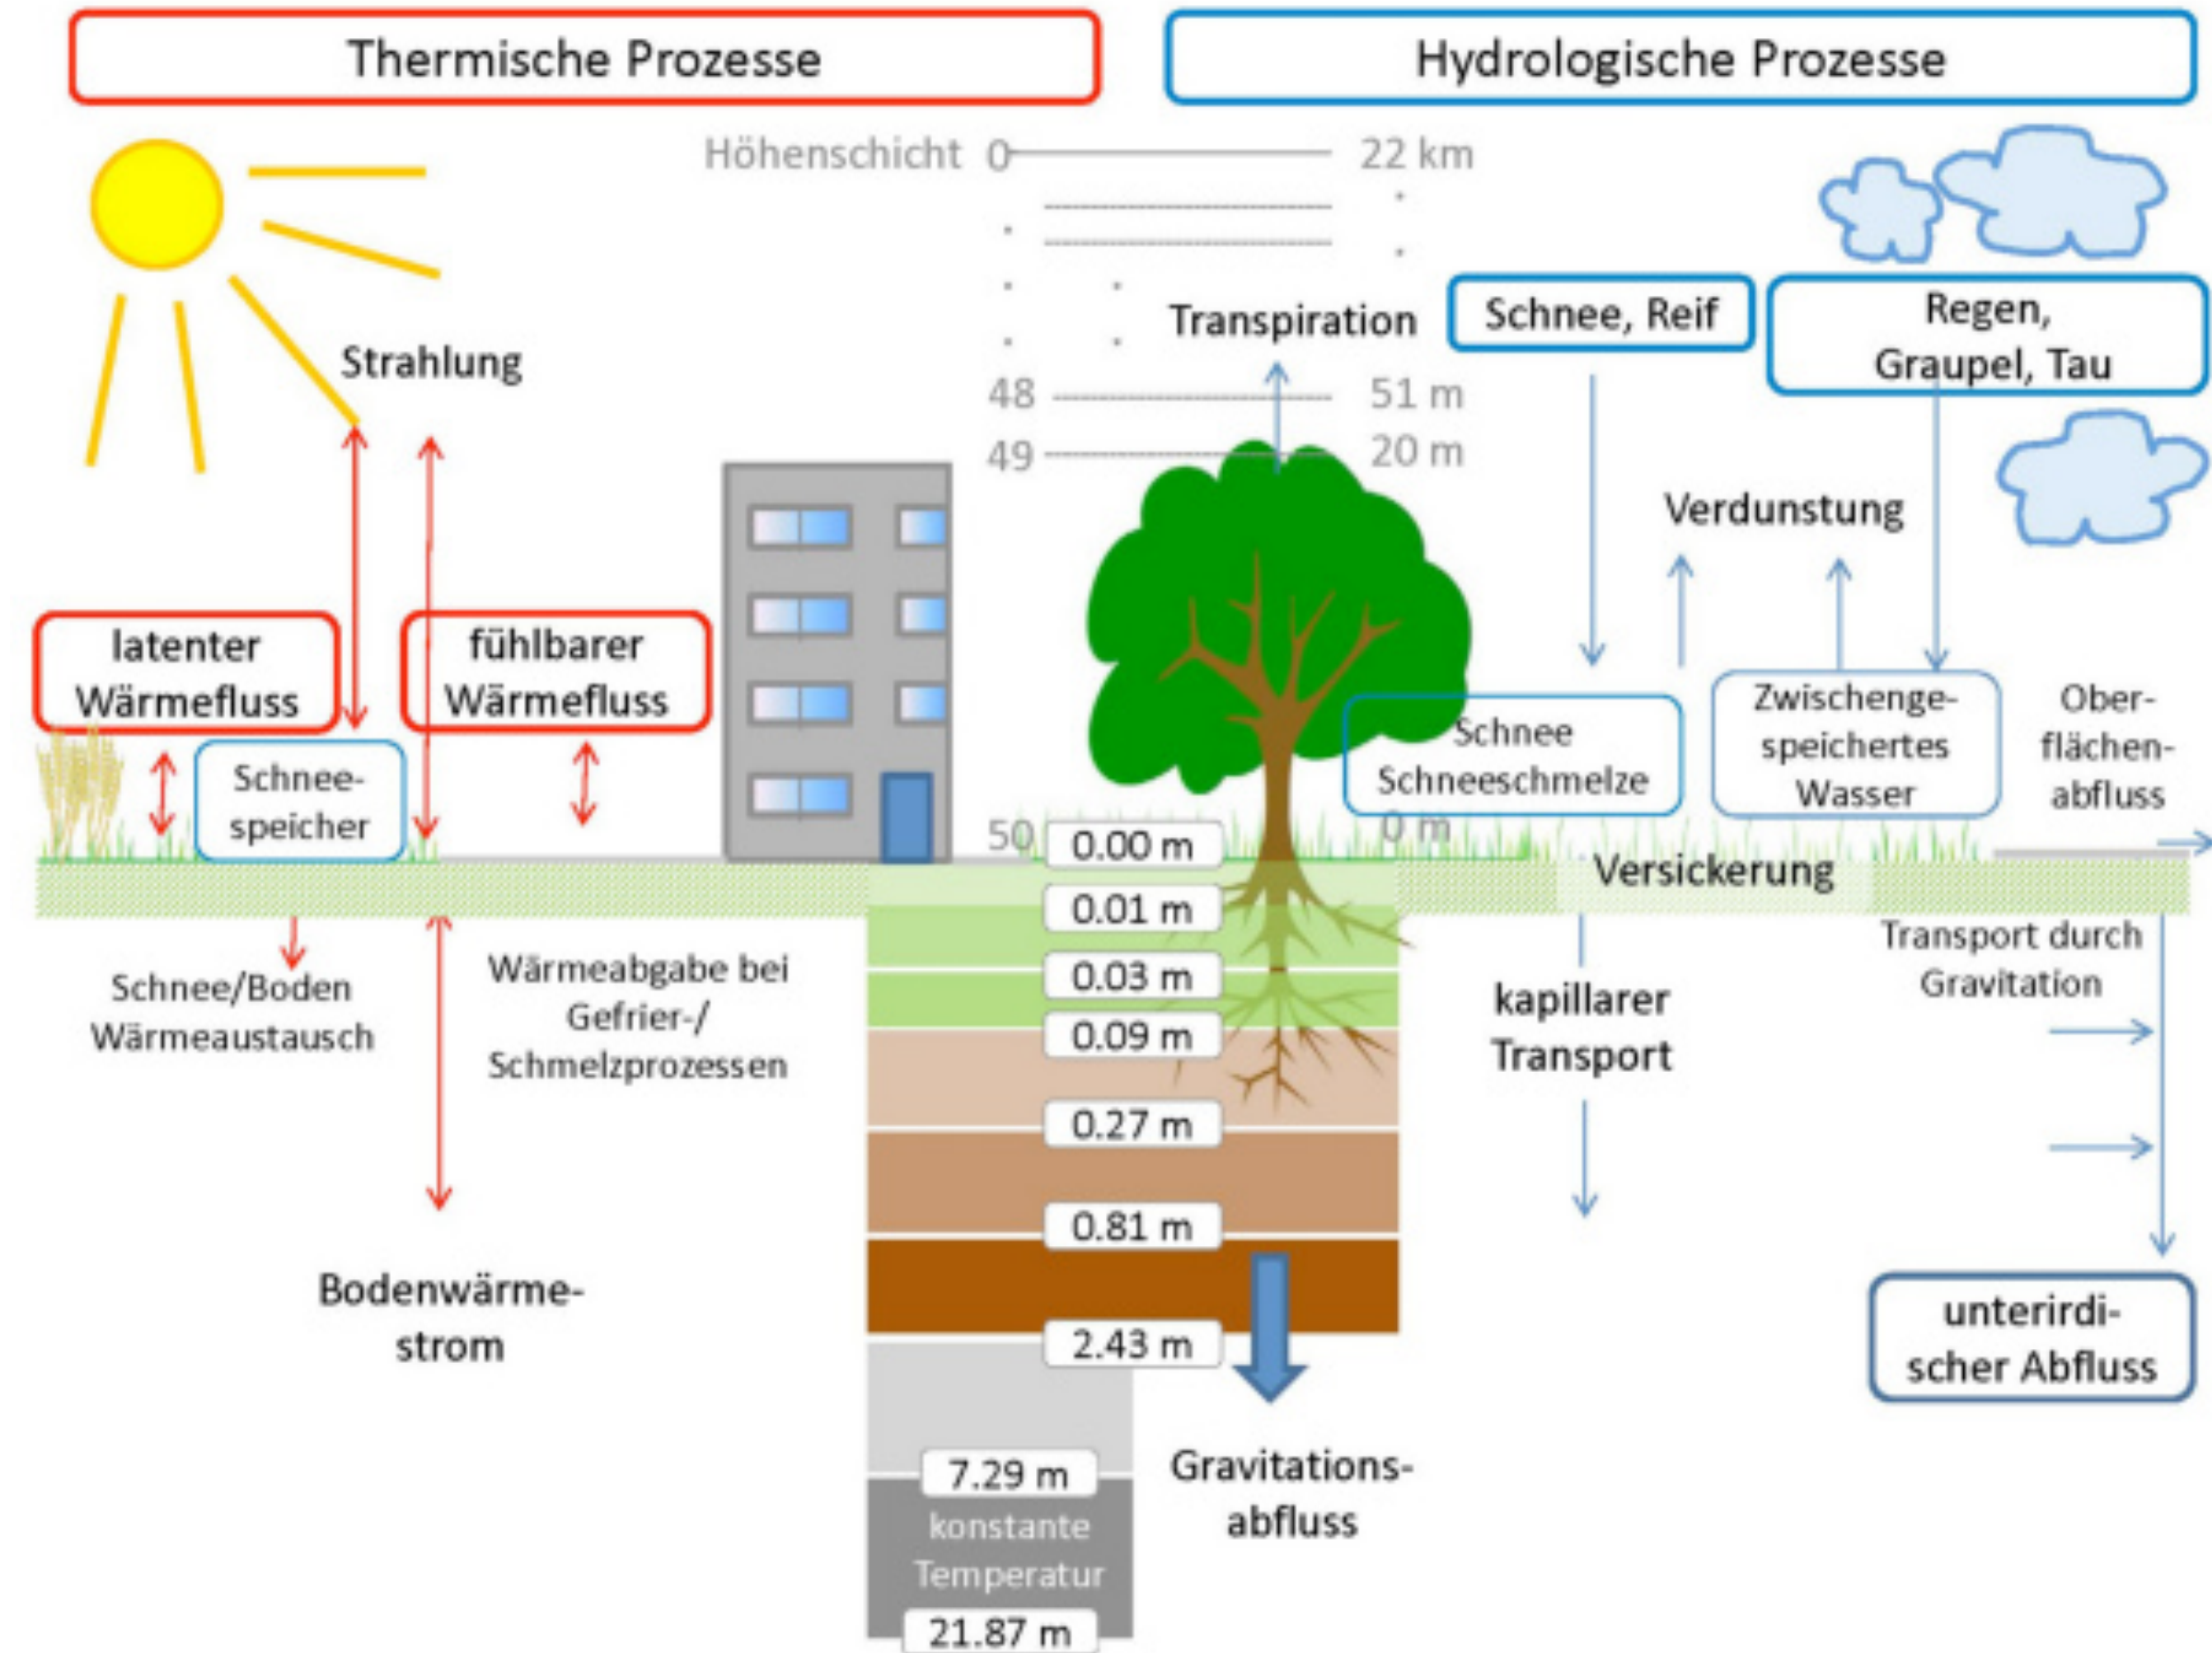 Thermische Prozesse
Hydrologische Prozesse
Höhenschicht 0
22 km
Strahlung
Transpiration
Schnee, Reif
Regen,
Graupel, Tau
48
51 m
49
20 m
Verdunstung
latenter
Wärmefluss
fühlbarer
Wärmefluss
Schnee-
speicher
Schnee
Schneeschmelze
Zwischenge-
speichertes
Wasser
Ober-
flächen-
abfluss
50
0 m
0.00 m
Versickerung
0.01 m
Schnee/Boden
Wärmeaustausch
Wärmeabgabe bei
Gefrier-/
Schmelzprozessen
0.03 m
0.09 m
0.27 m
0.81 m
2.43 m
kapillarer
Transport
Transport durch
Gravitation
Bodenwärme-
strom
unterirdi-
scher Abfluss
7.29 m
konstante
Temperatur
21.87 m
Gravitations-
abfluss